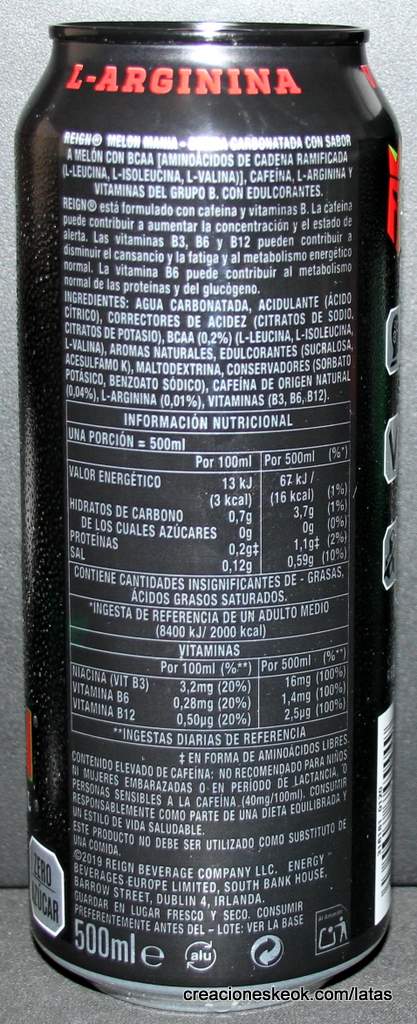 L-ARGININA
REIGN® MELON MANIA - BEBIDA CARBONATADA CON SABOR
A MELÓN CON BCAA [AMINOÁCIDOS DE CADENA RAMIFICADA
(L-LEUCINA, L-ISOLEUCINA, L-VALINA)], CAFEÍNA, L-ARGININA Y
VITAMINAS DEL GRUPO B. CON EDULCORANTES.
REIGN® está formulado con cafeína y vitaminas B. La cafeína
puede contribuir a aumentar la concentración y el estado de
alerta. Las vitaminas B3, B6 y B12 pueden contribuir a
disminuir el cansancio y la fatiga y al metabolismo energético
normal. La vitamina B6 puede contribuir al metabolismo
normal de las proteínas y del glucógeno.
INGREDIENTES: AGUA CARBONATADA, ACIDULANTE (ÁCIDO
CÍTRICO), CORRECTORES DE ACIDEZ (CITRATOS DE SODIO,
CITRATOS DE POTASIO), BCAA (0,2%) (L-LEUCINA, L-ISOLEUCINA,
L-VALINA), AROMAS NATURALES, EDULCORANTES (SUCRALOSA,
ACESULFAMO K), MALTODEXTRINA, CONSERVADORES (SORBATO
POTÁSICO, BENZOATO SÓDICO), CAFEÍNA DE ORIGEN NATURAL
(0,04%), L-ARGININA (0,01%), VITAMINAS (B3, B6, B12).
INFORMACIÓN NUTRICIONAL
UNA PORCIÓN = 500ml
Por 100ml Por 500ml (%*)
VALOR ENERGÉTICO 13 kJ 67 kJ /
(3 kcal) (16 kcal) (1%)
HIDRATOS DE CARBONO 0,7g 3,7g (1%)
DE LOS CUALES AZÚCARES 0g 0g (0%)
PROTEÍNAS 0,2g‡ 1,1g‡ (2%)
SAL 0,12g 0,59g (10%)
CONTIENE CANTIDADES INSIGNIFICANTES DE - GRASAS,
ÁCIDOS GRASOS SATURADOS.
*INGESTA DE REFERENCIA DE UN ADULTO MEDIO
(8400 kJ/ 2000 kcal)
VITAMINAS
Por 100ml (%**) Por 500ml (%**)
NIACINA (VIT B3) 3,2mg (20%) 16mg (100%)
VITAMINA B6 0,28mg (20%) 1,4mg (100%)
VITAMINA B12 0,50µg (20%) 2,5µg (100%)
**INGESTAS DIARIAS DE REFERENCIA
‡ EN FORMA DE AMINOÁCIDOS LIBRES
CONTENIDO ELEVADO DE CAFEÍNA: NO RECOMENDADO PARA NIÑOS
NI MUJERES EMBARAZADAS O EN PERÍODO DE LACTANCIA, O
PERSONAS SENSIBLES A LA CAFEÍNA (40mg/100ml). CONSUMIR
RESPONSABLEMENTE COMO PARTE DE UNA DIETA EQUILIBRADA Y
UN ESTILO DE VIDA SALUDABLE.
ESTE PRODUCTO NO DEBE SER UTILIZADO COMO SUBSTITUTO DE
UNA COMIDA.
©2019 REIGN BEVERAGE COMPANY LLC. ENERGY
BEVERAGES EUROPE LIMITED, SOUTH BANK HOUSE,
BARROW STREET, DUBLIN 4, IRLANDA.
GUARDAR EN LUGAR FRESCO Y SECO. CONSUMIR
PREFERENTEMENTE ANTES DEL - LOTE: VER LA BASE
500ml e
alu
ZERO
AZÚCAR
creacioneskeok.com/latas